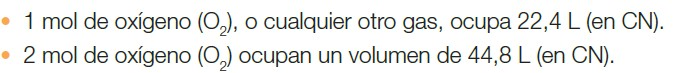 • 1 mol de oxígeno (O₂), o cualquier otro gas, ocupa 22,4 L (en CN).
• 2 mol de oxígeno (O₂) ocupan un volumen de 44,8 L (en CN).